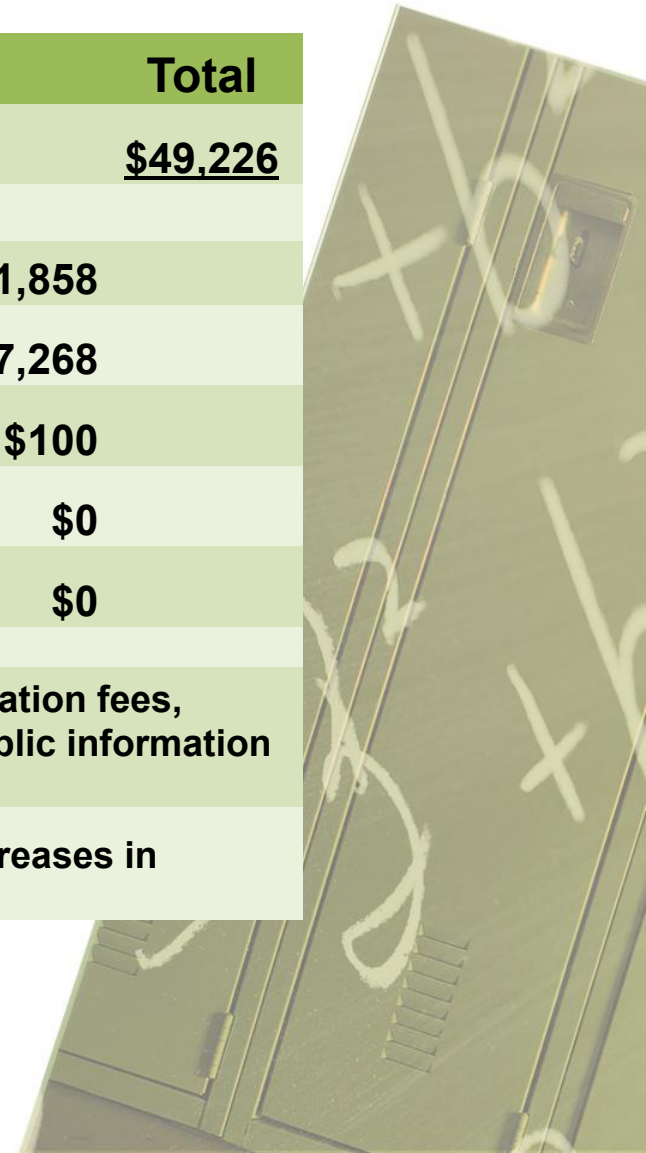 Total
$49,226
1,858
7,268
$100
$0
$0
ation fees,
blic information
reases in